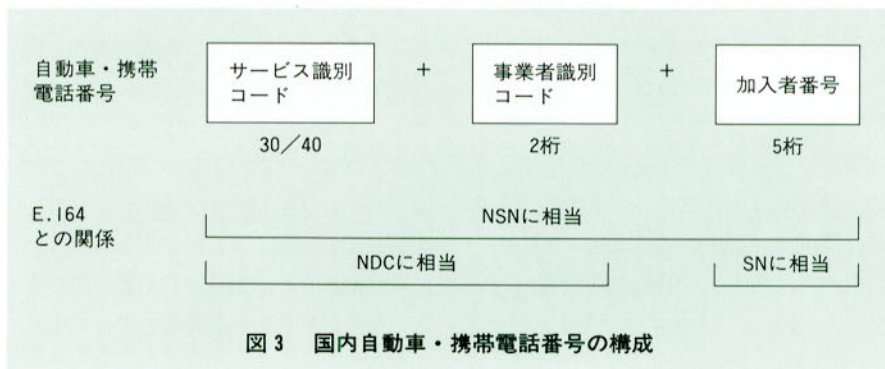 自動車・携帯
電話番号
サービス識別
コード
+
事業者識別
コード
+
加入者番号
30／40
2桁
5桁
E.164
との関係
NSNに相当
NDCに相当
SNに相当
図3 国内自動車・携帯電話番号の構成